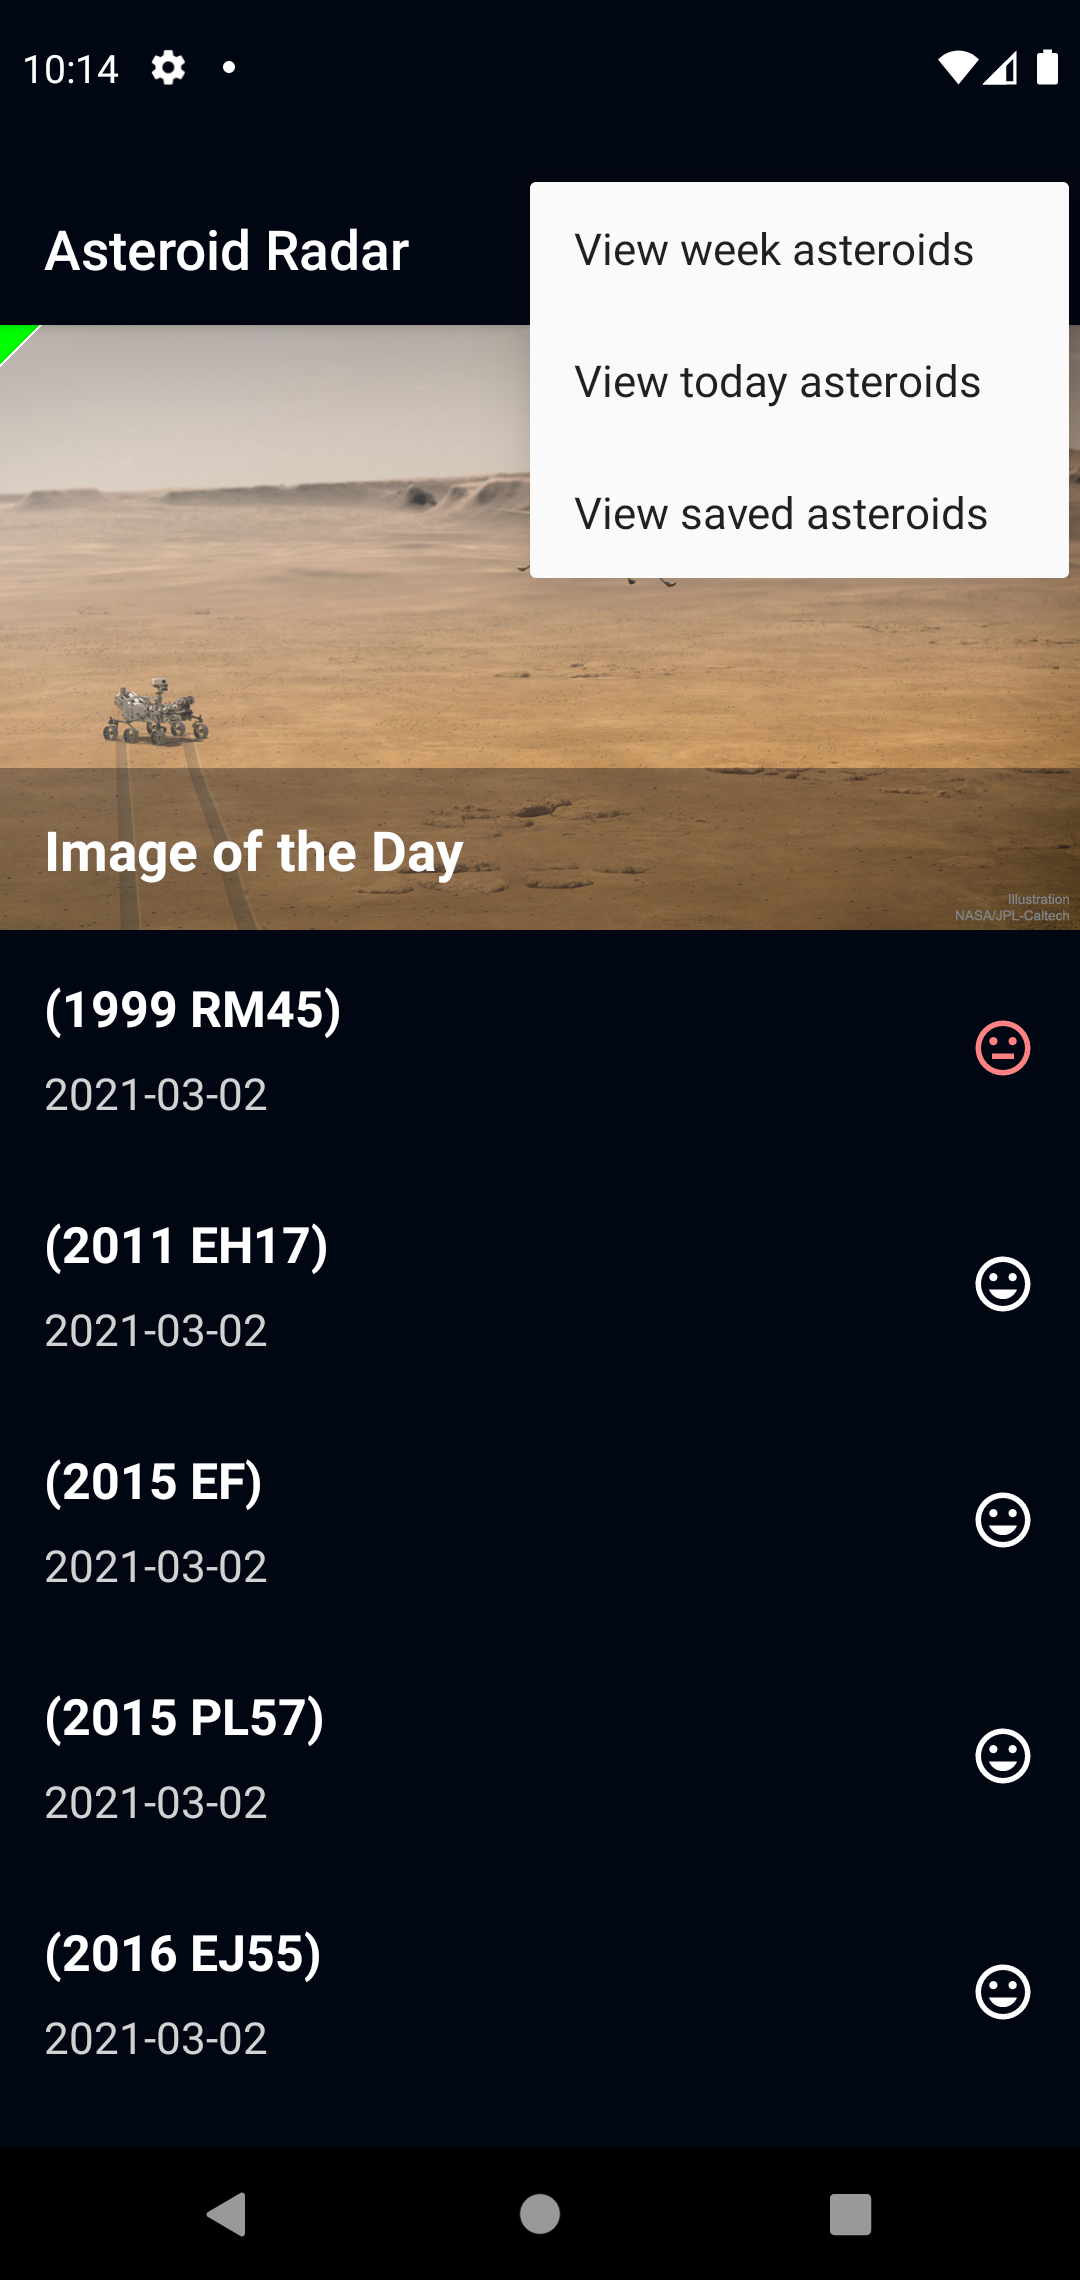 10:14
Asteroid Radar
View week asteroids
View today asteroids
View saved asteroids
Image of the Day
Illustration
NASA/JPL-Caltech
(1999 RM45)
2021-03-02
(2011 EH17)
2021-03-02
(2015 EF)
2021-03-02
(2015 PL57)
2021-03-02
(2016 EJ55)
2021-03-02